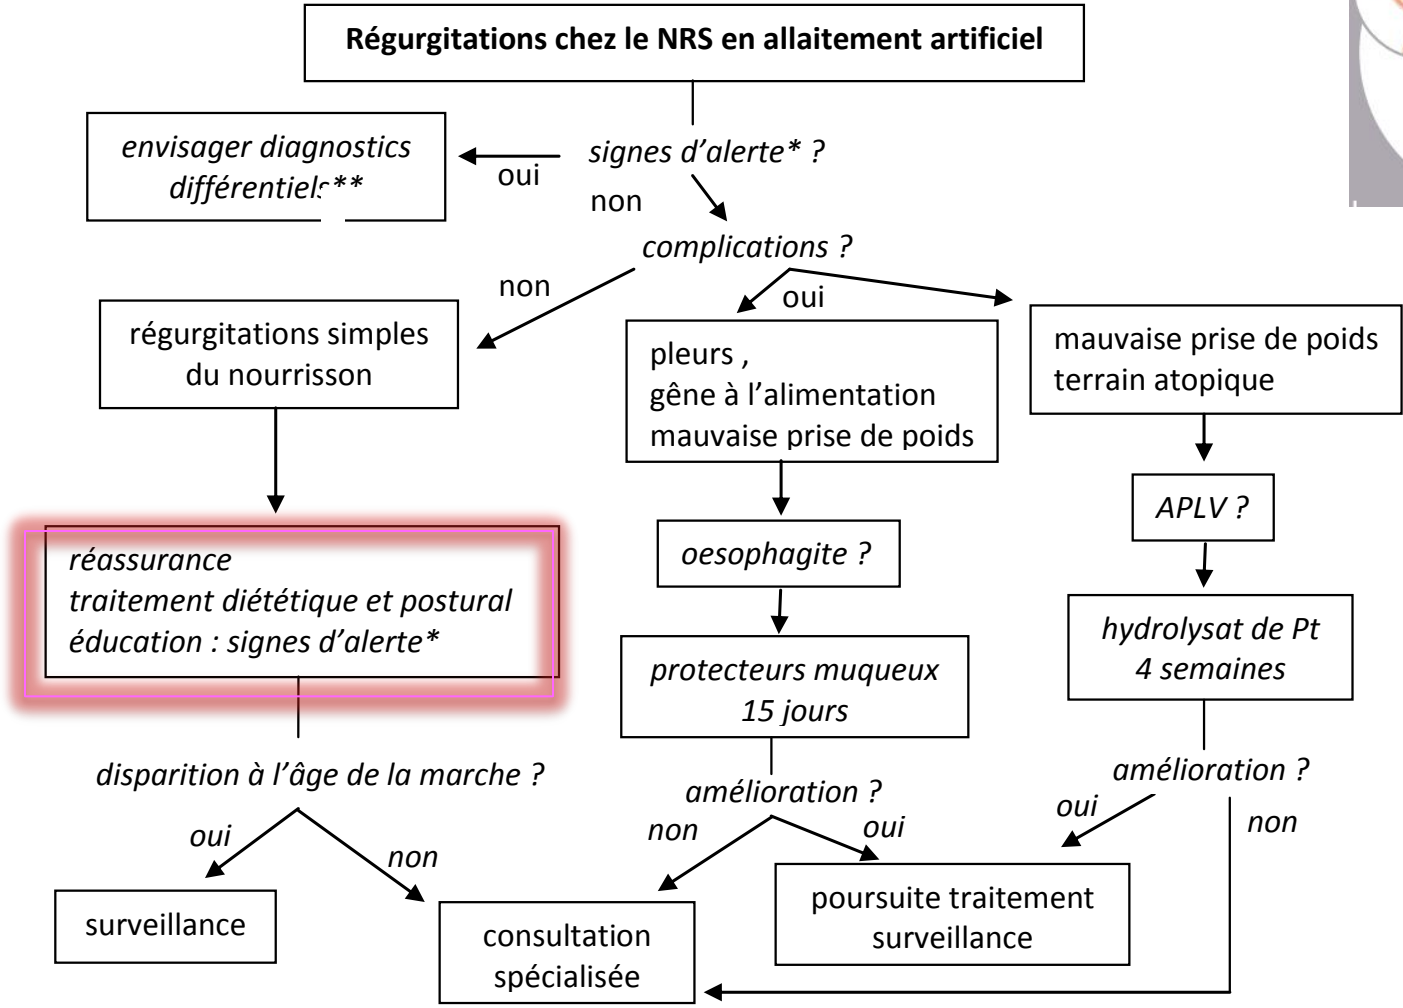 Régurgitations chez le NRS en allaitement artificiel
envisager diagnostics
différentiels**
oui
signes d'alerte* ?
non
complications ?
non
oui
régurgitations simples
du nourrisson
pleurs ,
gêne à l'alimentation
mauvaise prise de poids
mauvaise prise de poids
terrain atopique
APLV ?
réassurance
traitement diététique et postural
éducation : signes d'alerte*
oesophagite ?
hydrolysat de Pt
4 semaines
protecteurs muqueux
15 jours
disparition à l'âge de la marche ?
amélioration ?
amélioration ?
oui
non
non
oui
oui
non
surveillance
consultation
spécialisée
poursuite traitement
surveillance